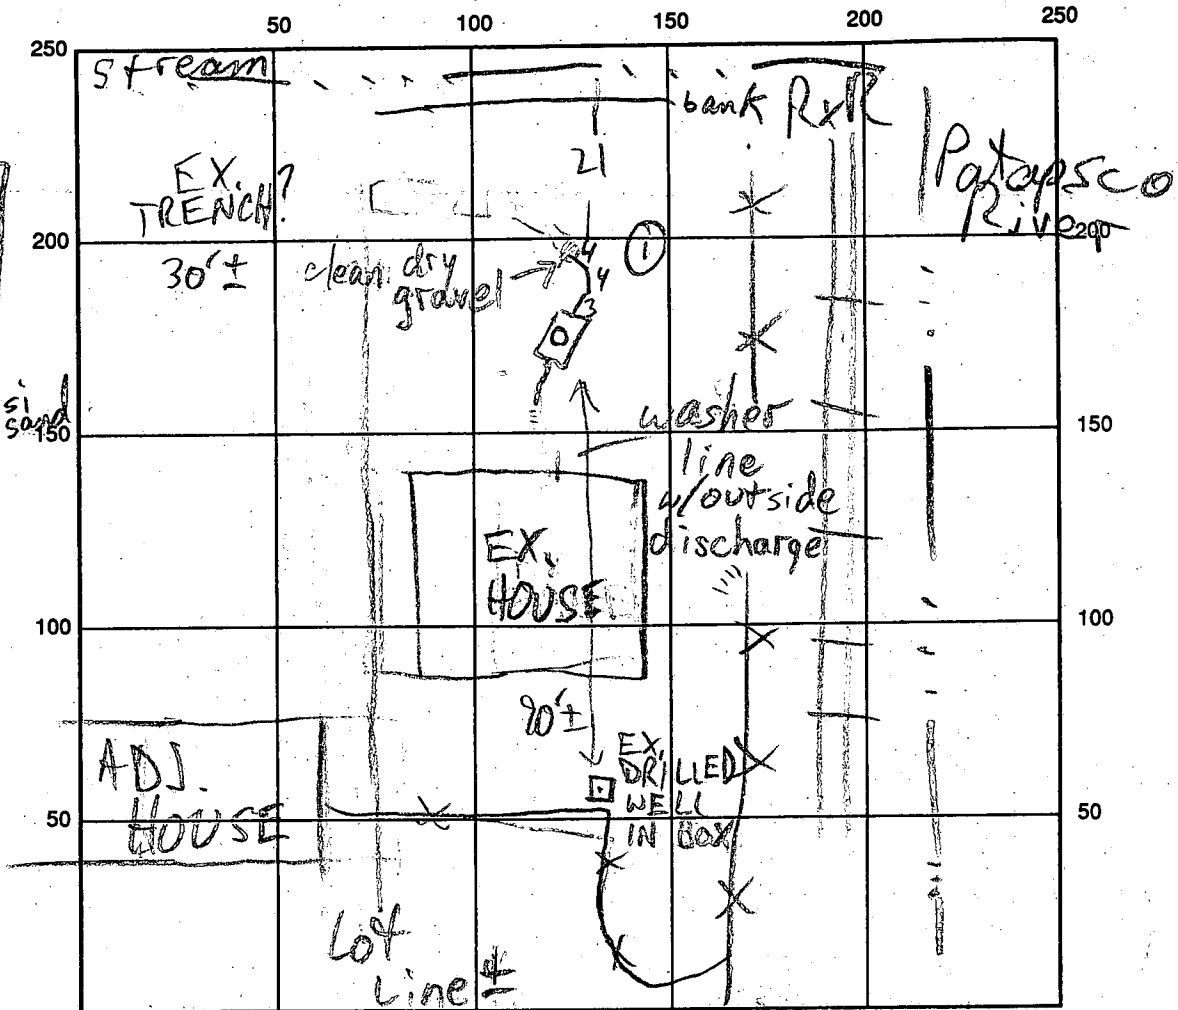 50 100 150 200 250
250
stream
bank RxR
Patapsco
River
21
EX.
TRENCH?
30'±
200
200
clean dry
gravel
4
4
3
1
si
sand
150
150
washer
line
w/outside
discharge
EX.
HOUSE
100
100
90'±
EX.
DRILLED
WELL
IN BOX
ADJ.
HOUSE
50
50
Lot
Line ±